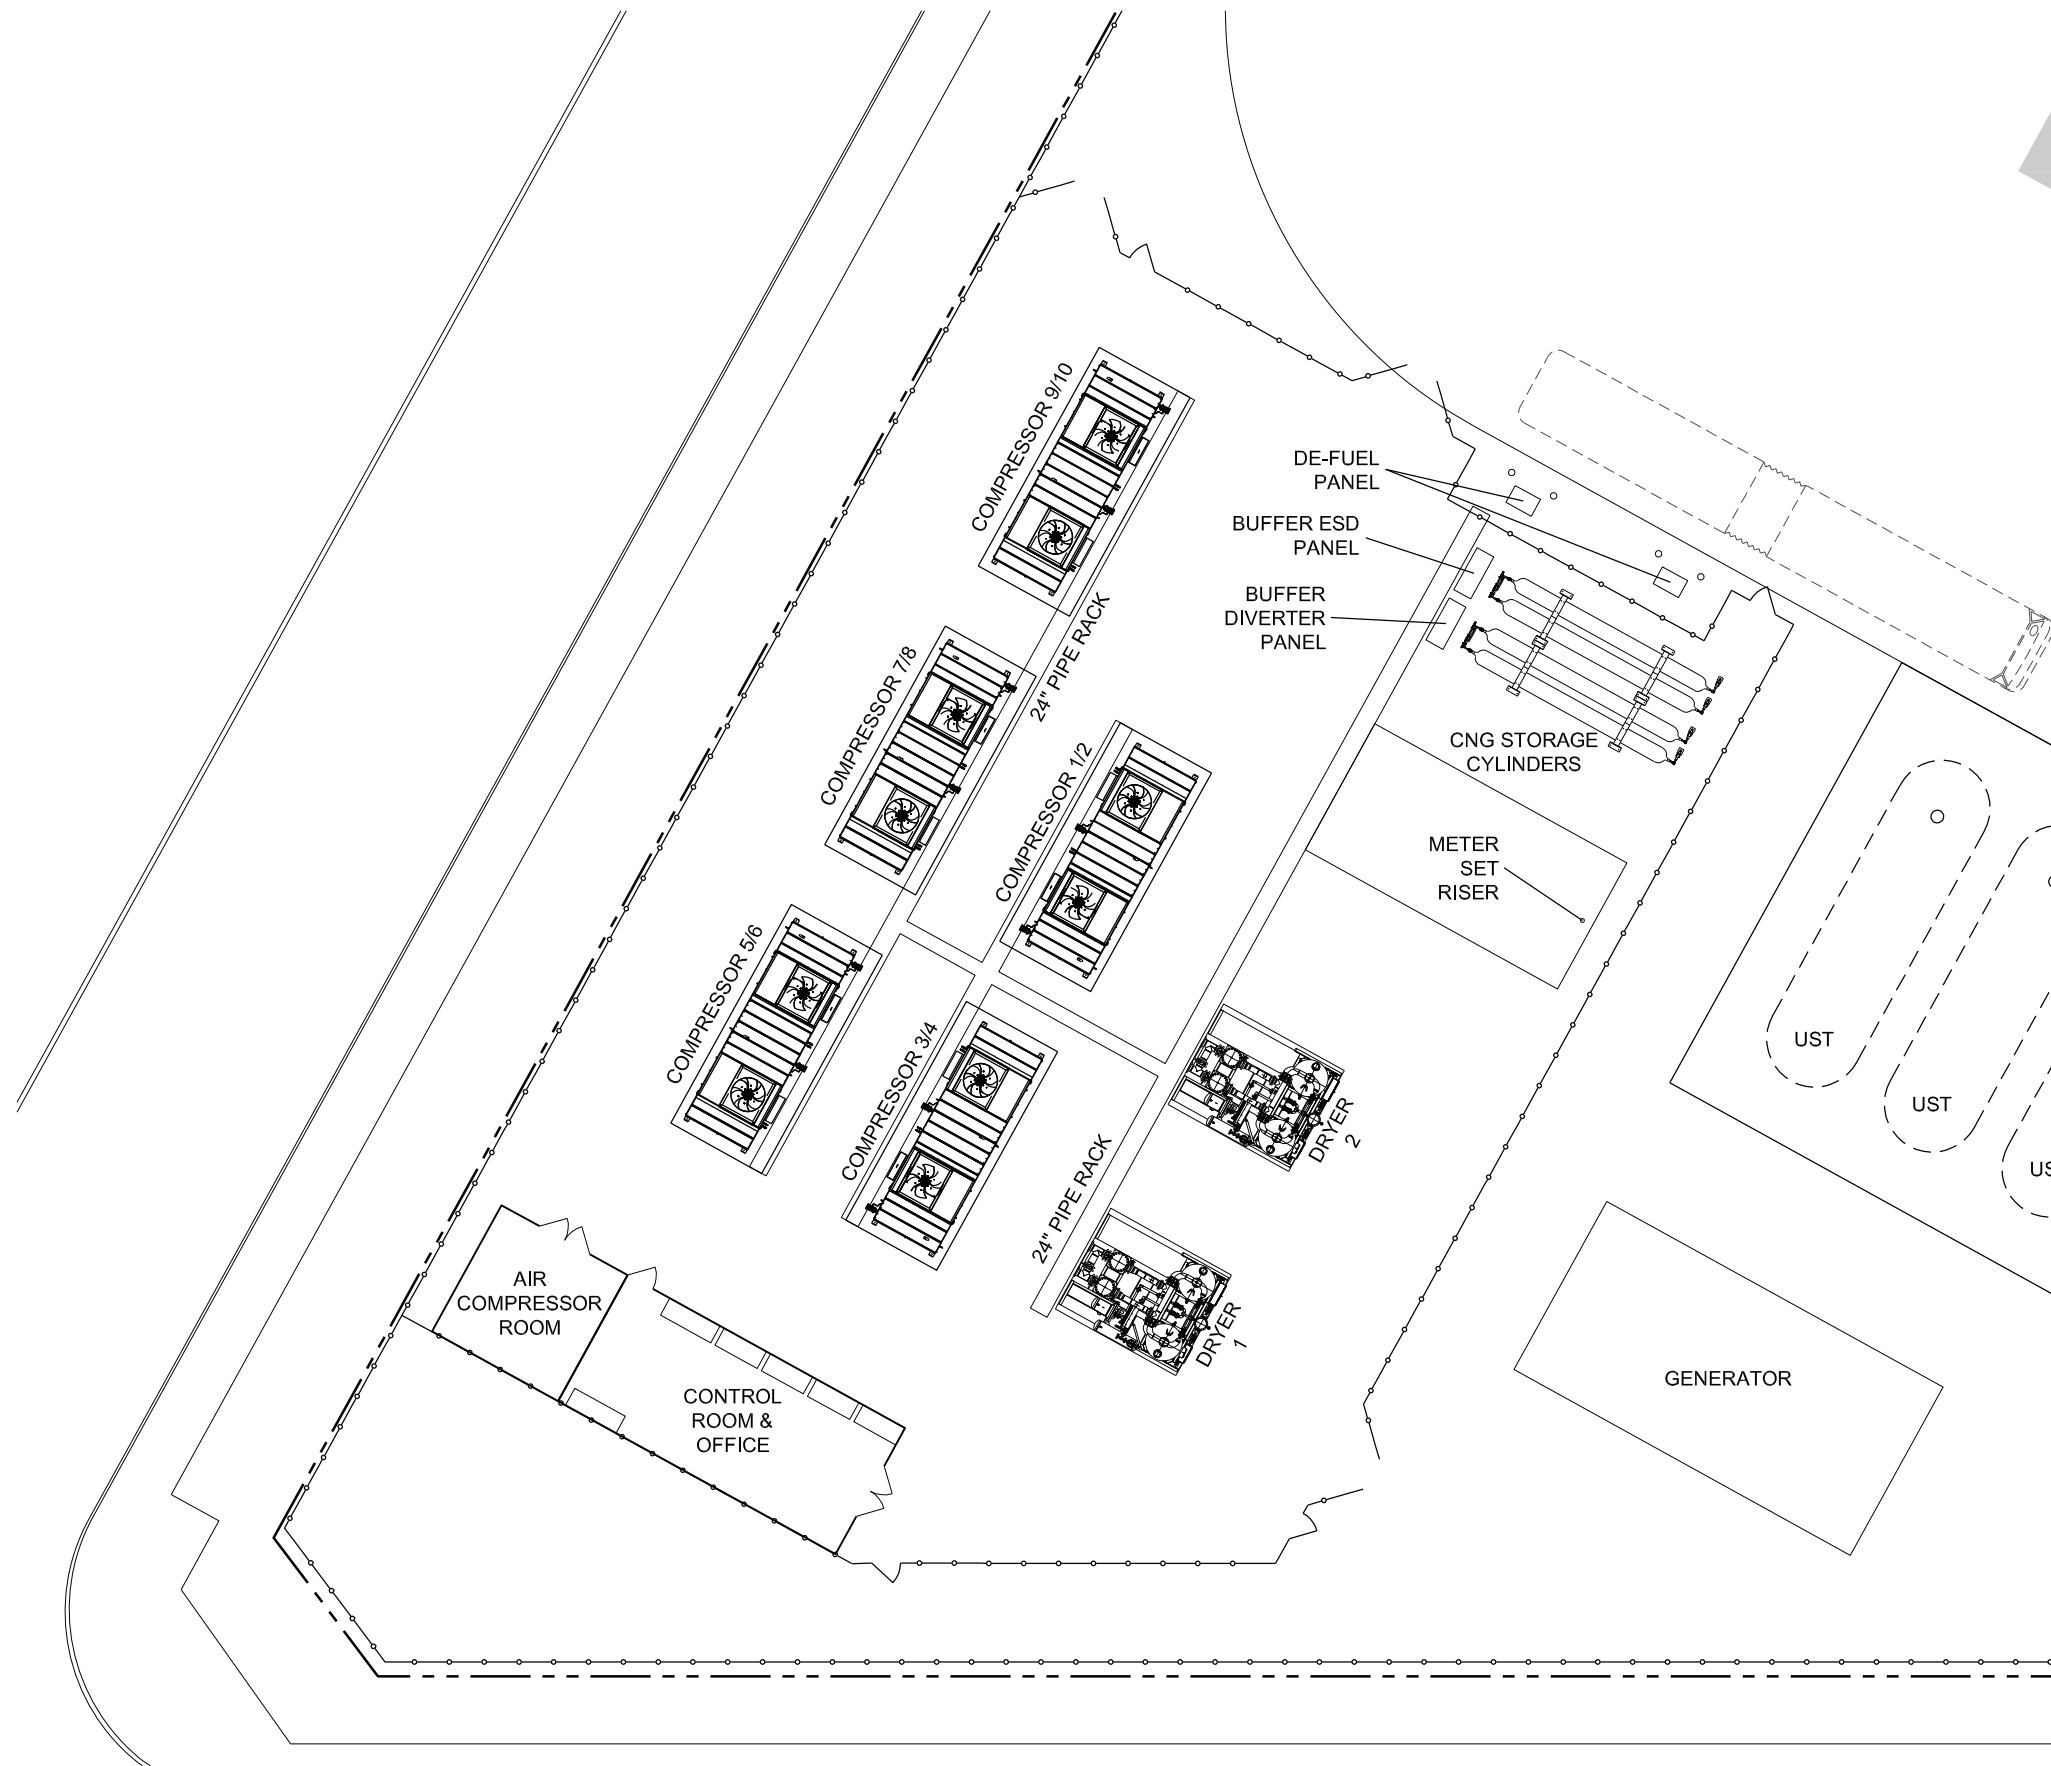 COMPRESSOR 9/10
DE-FUEL
PANEL
BUFFER ESD
PANEL
BUFFER
DIVERTER
PANEL
24" PIPE RACK
COMPRESSOR 7/8
COMPRESSOR 1/2
CNG STORAGE
CYLINDERS
METER
SET
RISER
COMPRESSOR 5/6
COMPRESSOR 3/4
UST
UST
US
DRYER
2
24" PIPE RACK
DRYER
1
AIR
COMPRESSOR
ROOM
CONTROL
ROOM &
OFFICE
GENERATOR